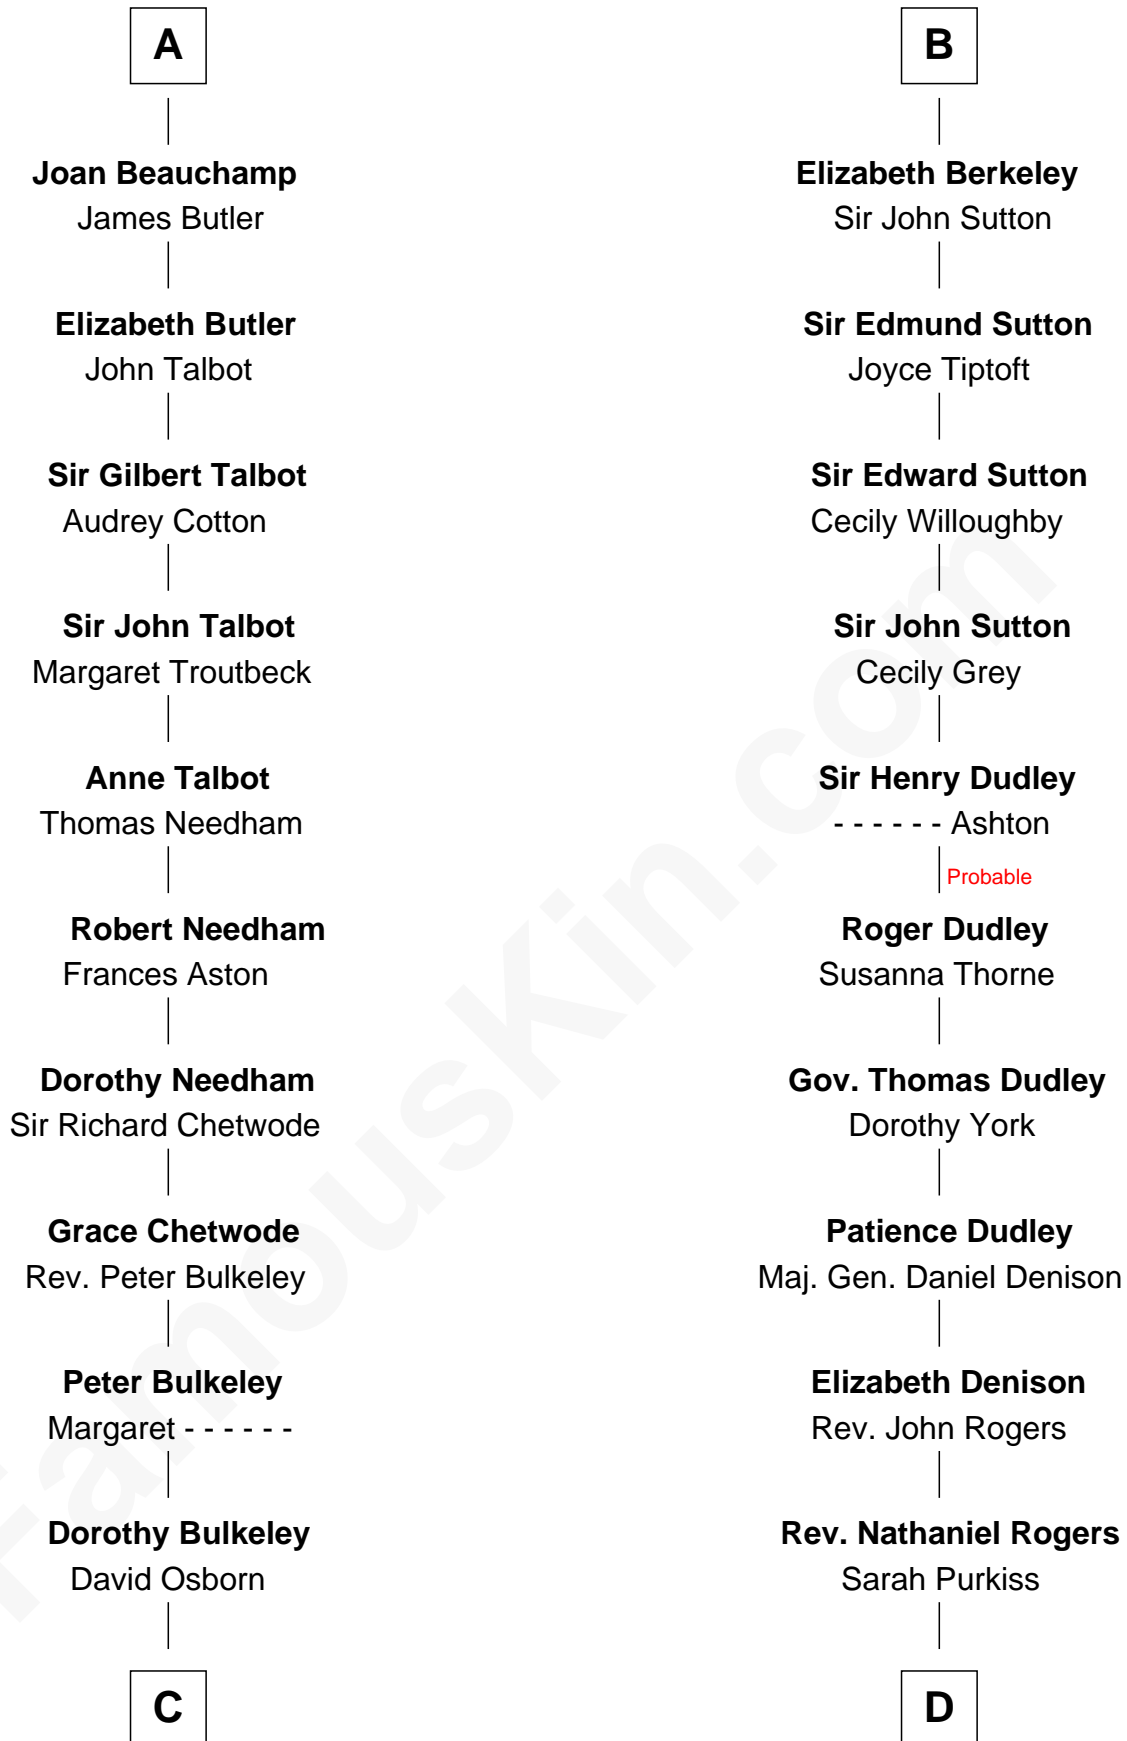 A
Joan Beauchamp
James Butler
Elizabeth Butler
John Talbot
Sir Gilbert Talbot
Audrey Cotton
Sir John Talbot
Margaret Troutbeck
Anne Talbot
Thomas Needham
Robert Needham
Frances Aston
Dorothy Needham
Sir Richard Chetwode
Grace Chetwode
Rev. Peter Bulkeley
Peter Bulkeley
Margaret - - - - - -
Dorothy Bulkeley
David Osborn
C
B
Elizabeth Berkeley
Sir John Sutton
Sir Edmund Sutton
Joyce Tiptoft
Sir Edward Sutton
Cecily Willoughby
Sir John Sutton
Cecily Grey
Sir Henry Dudley
- - - - - - Ashton
Probable
Roger Dudley
Susanna Thorne
Gov. Thomas Dudley
Dorothy York
Patience Dudley
Maj. Gen. Daniel Denison
Elizabeth Denison
Rev. John Rogers
Rev. Nathaniel Rogers
Sarah Purkiss
D
FamousKin.com